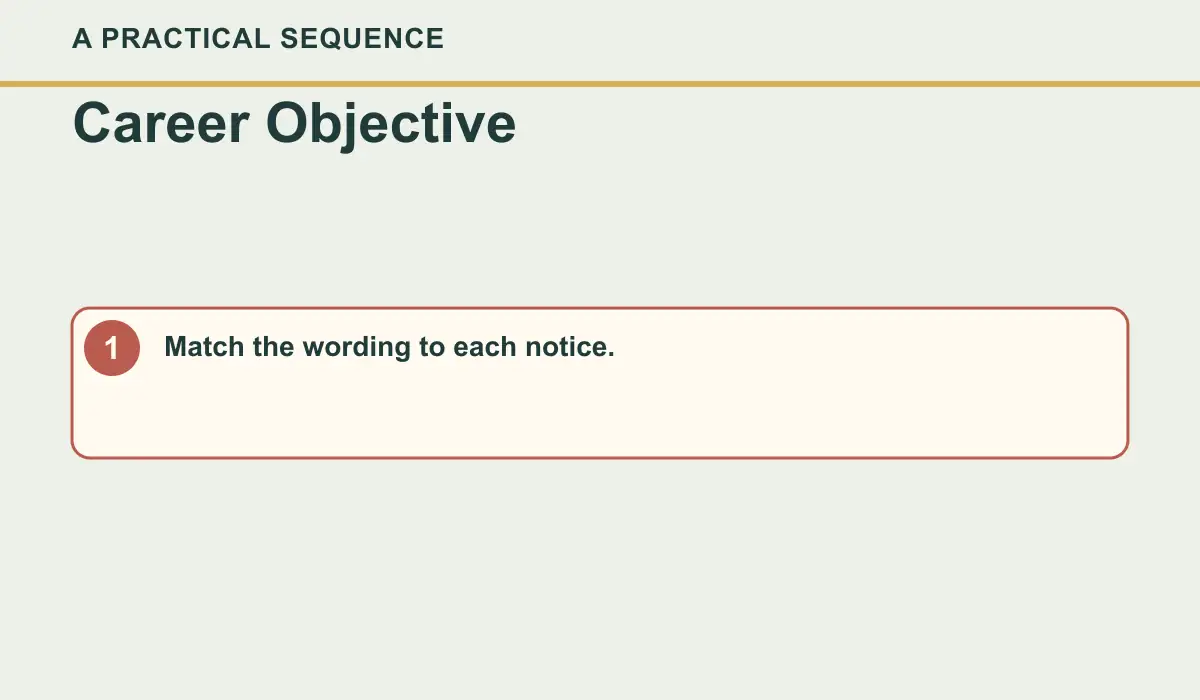 A PRACTICAL SEQUENCE
Career Objective
1 Match the wording to each notice.